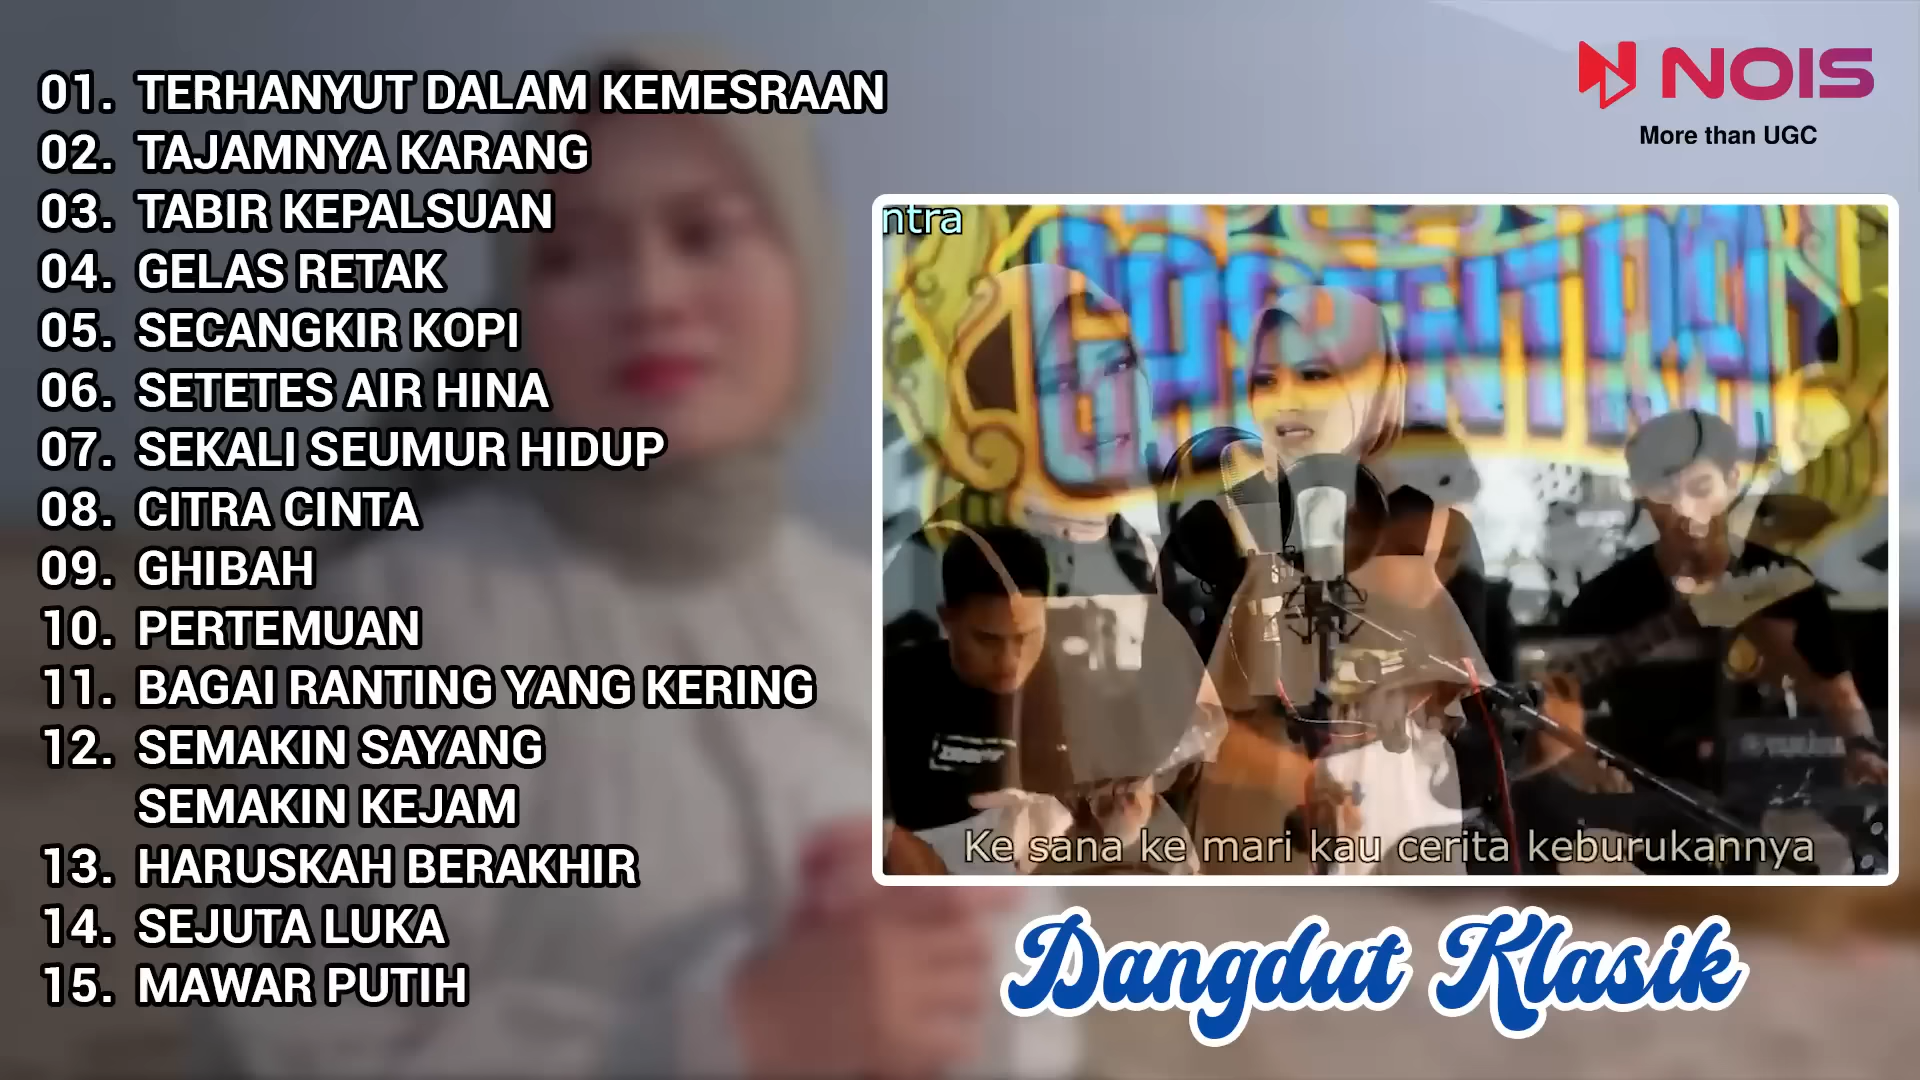 01. TERHANYUT DALAM KEMESRAAN
02. TAJAMNYA KARANG
03. TABIR KEPALSUAN
04. GELAS RETAK
05. SECANGKIR KOPI
06. SETETES AIR HINA
07. SEKALI SEUMUR HIDUP
08. CITRA CINTA
09. GHIBAH
10. PERTEMUAN
11. BAGAI RANTING YANG KERING
12. SEMAKIN SAYANG
SEMAKIN KEJAM
13. HARUSKAH BERAKHIR
14. SEJUTA LUKA
15. MAWAR PUTIH
NOIS
More than UGC
ntra
Ke sana ke mari kau cerita keburukannya
Dangdut Klasik